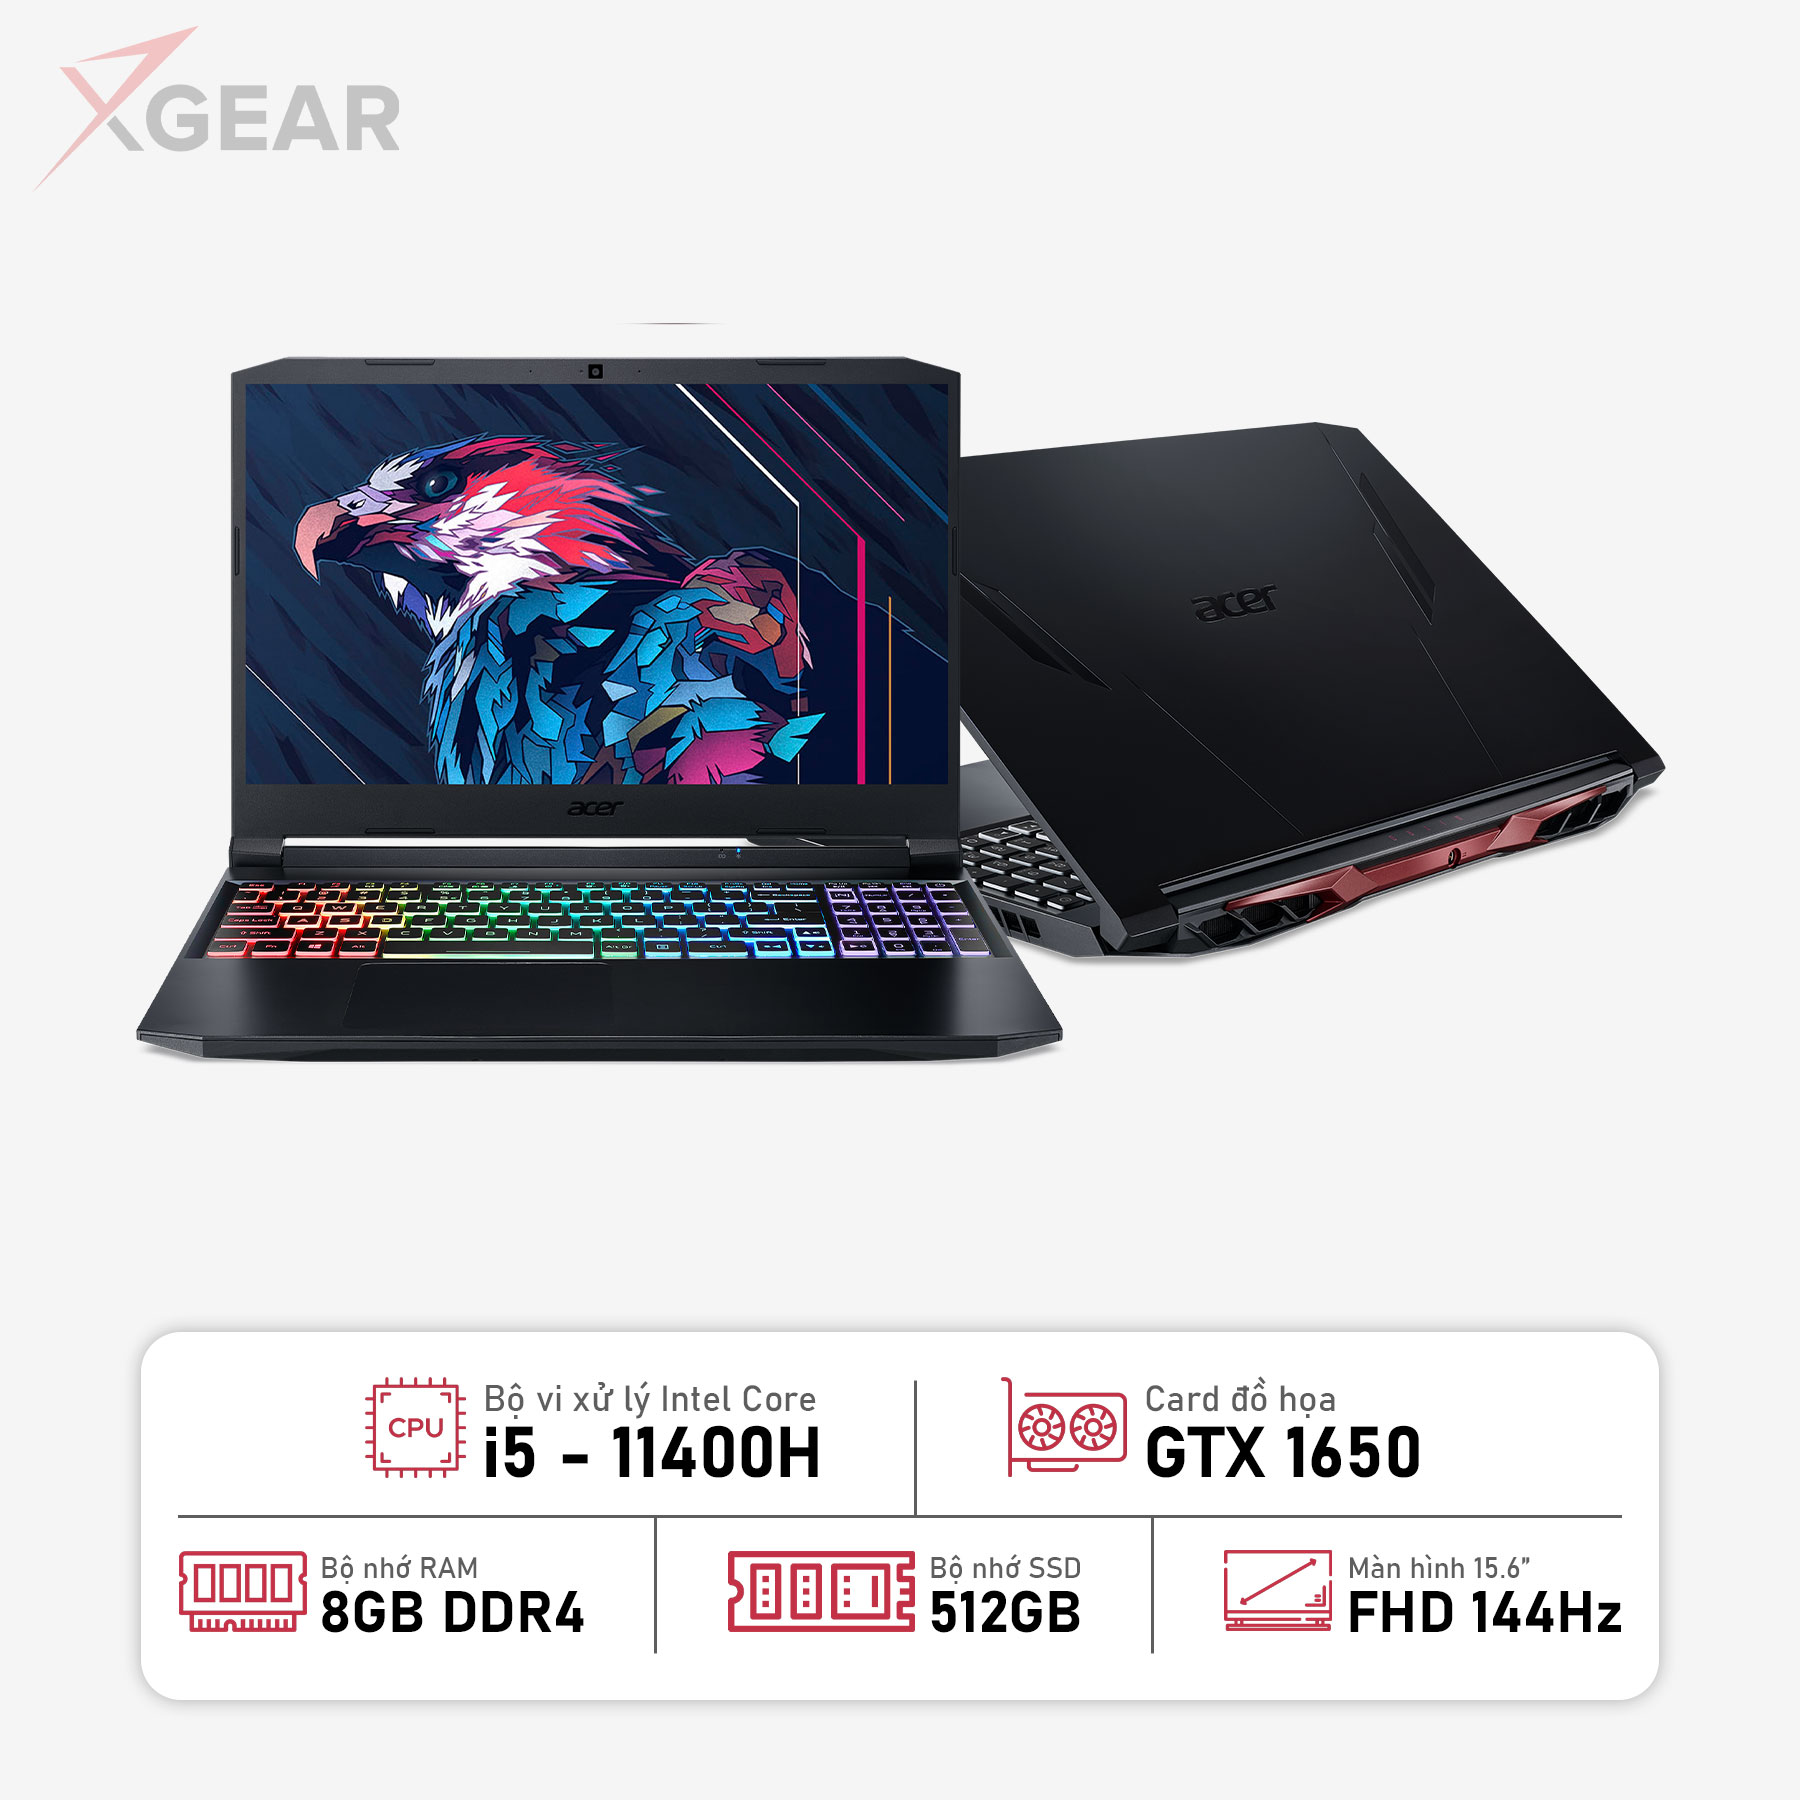 XGEAR
acer
acer
Bộ vi xử lý Intel Core
i5 - 11400H
Card đồ họa
GTX 1650
Bộ nhớ RAM
8GB DDR4
Bộ nhớ SSD
512GB
Màn hình 15.6”
FHD 144Hz
CPU